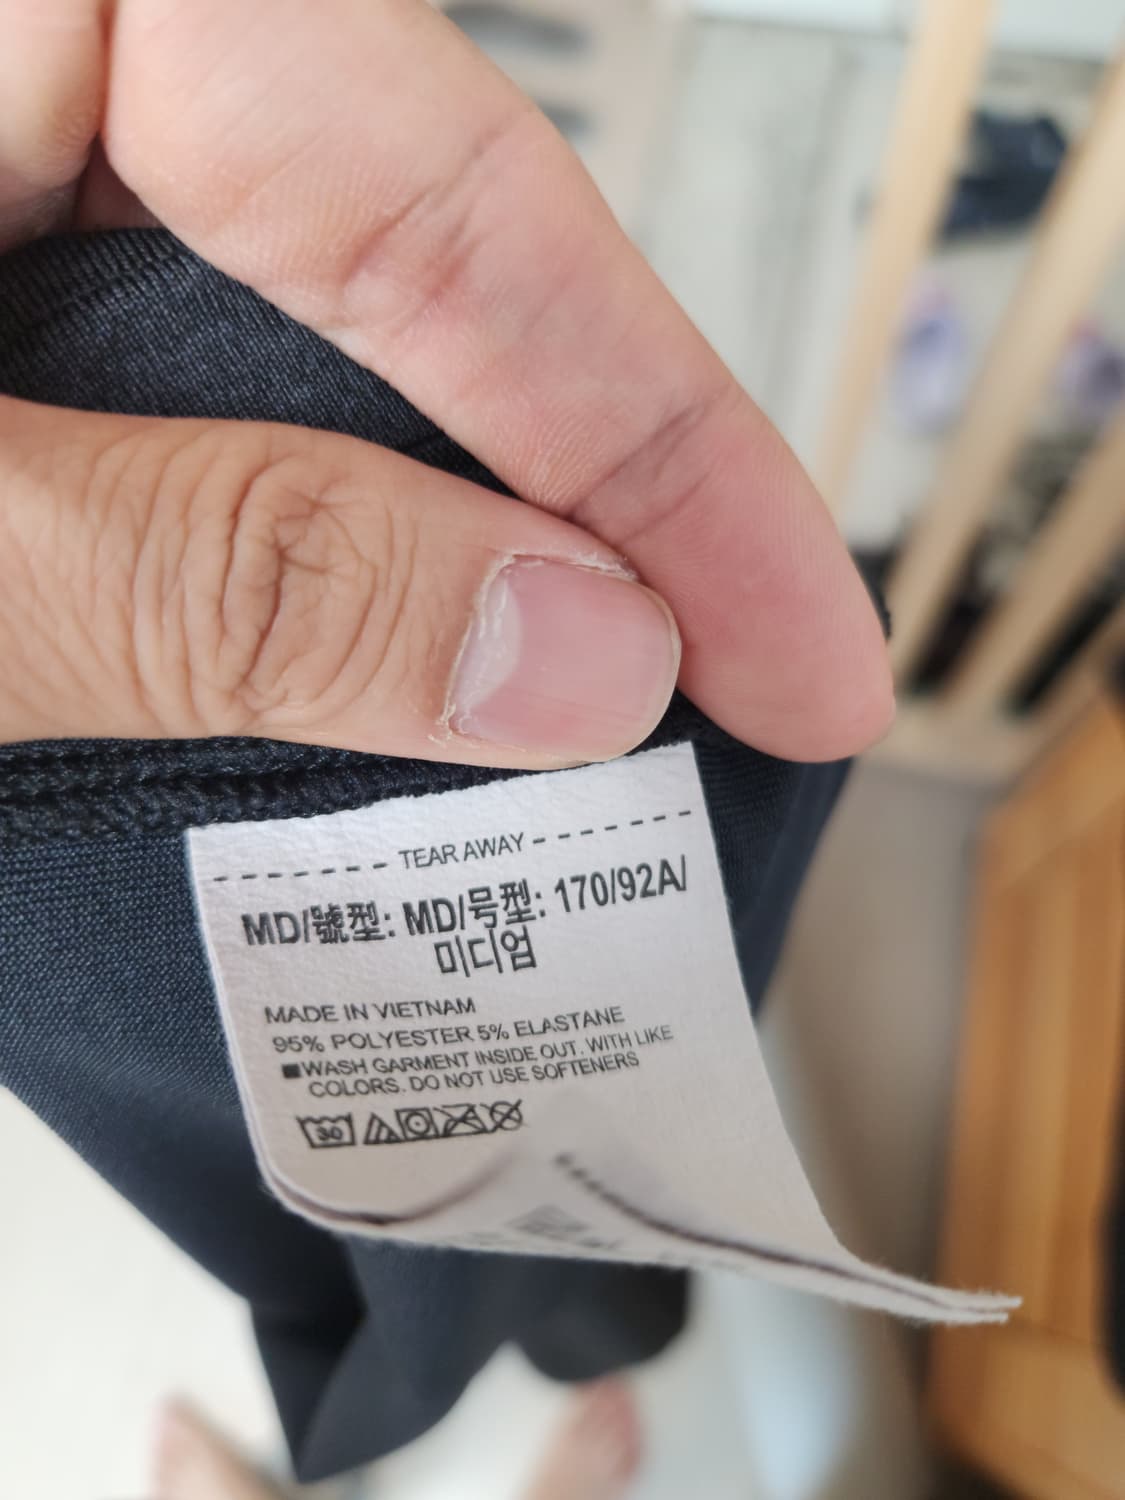 TEAR AWAY
MD/號型: MD/号型: 170/92A/
미디엄
MADE IN VIETNAM
95% POLYESTER 5% ELASTANE
■WASH GARMENT INSIDE OUT. WITH LIKE
COLORS. DO NOT USE SOFTENERS
30